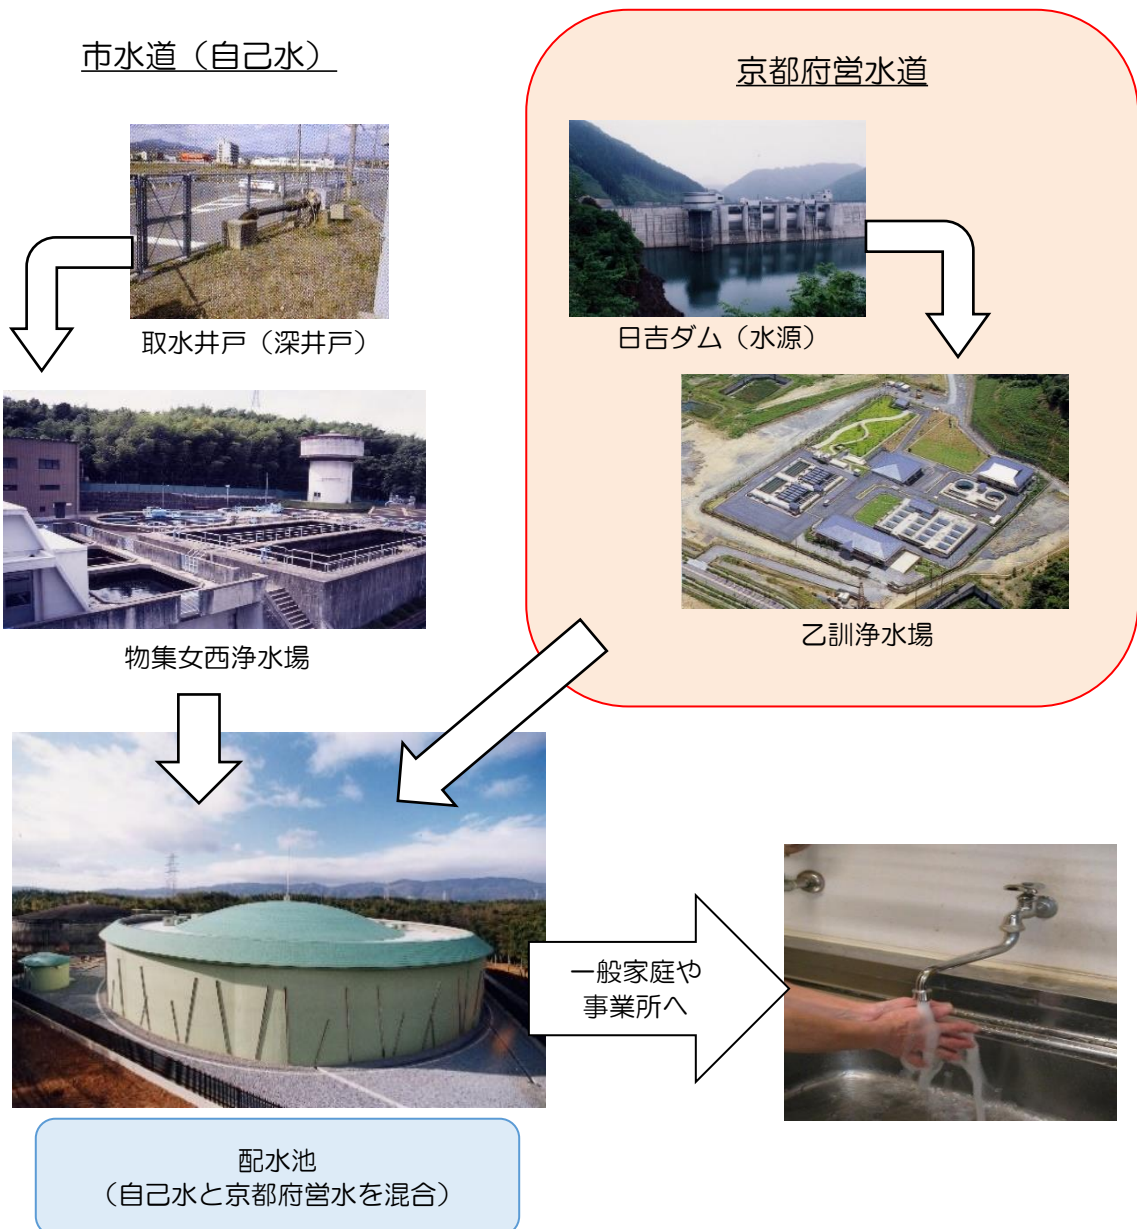 市水道（自己水）
京都府営水道
取水井戸（深井戸）
日吉ダム（水源）
物集女西浄水場
乙訓浄水場
一般家庭や
事業所へ
配水池
（自己水と京都府営水を混合）